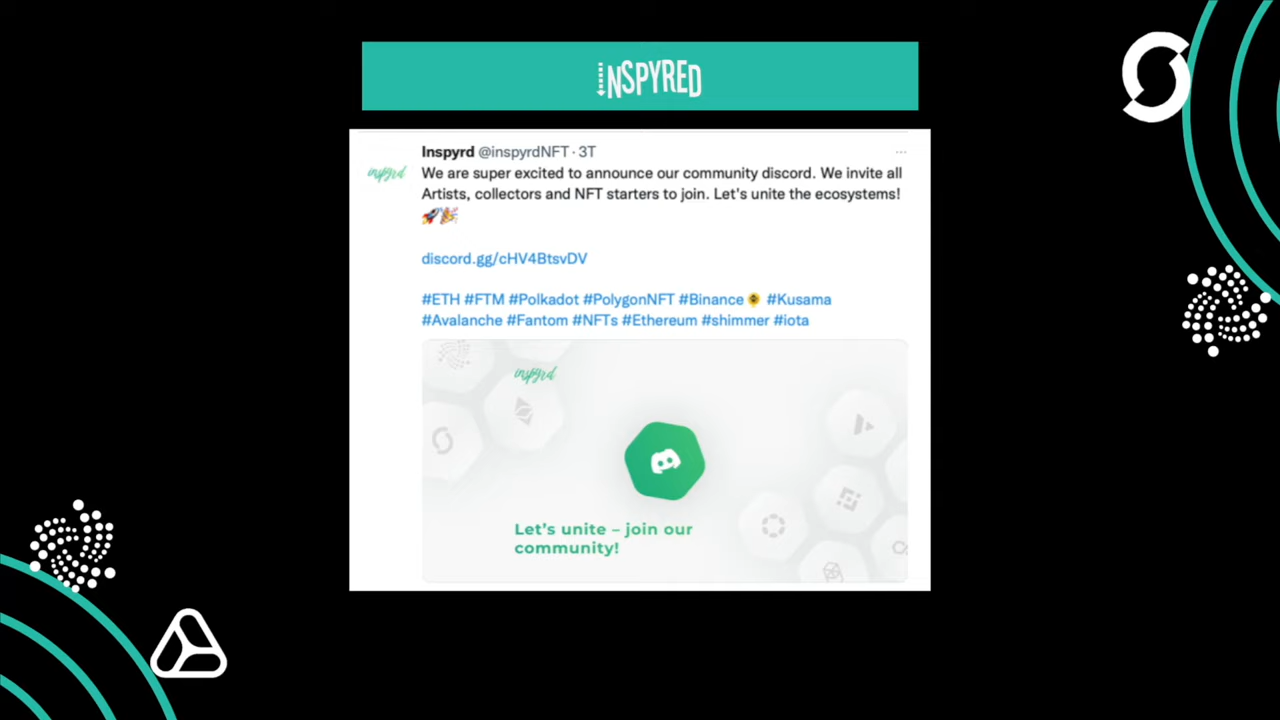 INSPYRED
Inspyrd @inspyrdNFT · 3T
inspyrd
We are super excited to announce our community discord. We invite all
Artists, collectors and NFT starters to join. Let's unite the ecosystems!
🚀🎉
discord.gg/cHV4BtsvDV
#ETH #FTM #Polkadot #PolygonNFT #Binance #Kusama
#Avalanche #Fantom #NFTs #Ethereum #shimmer #iota
inspyrd
Let's unite – join our
community!